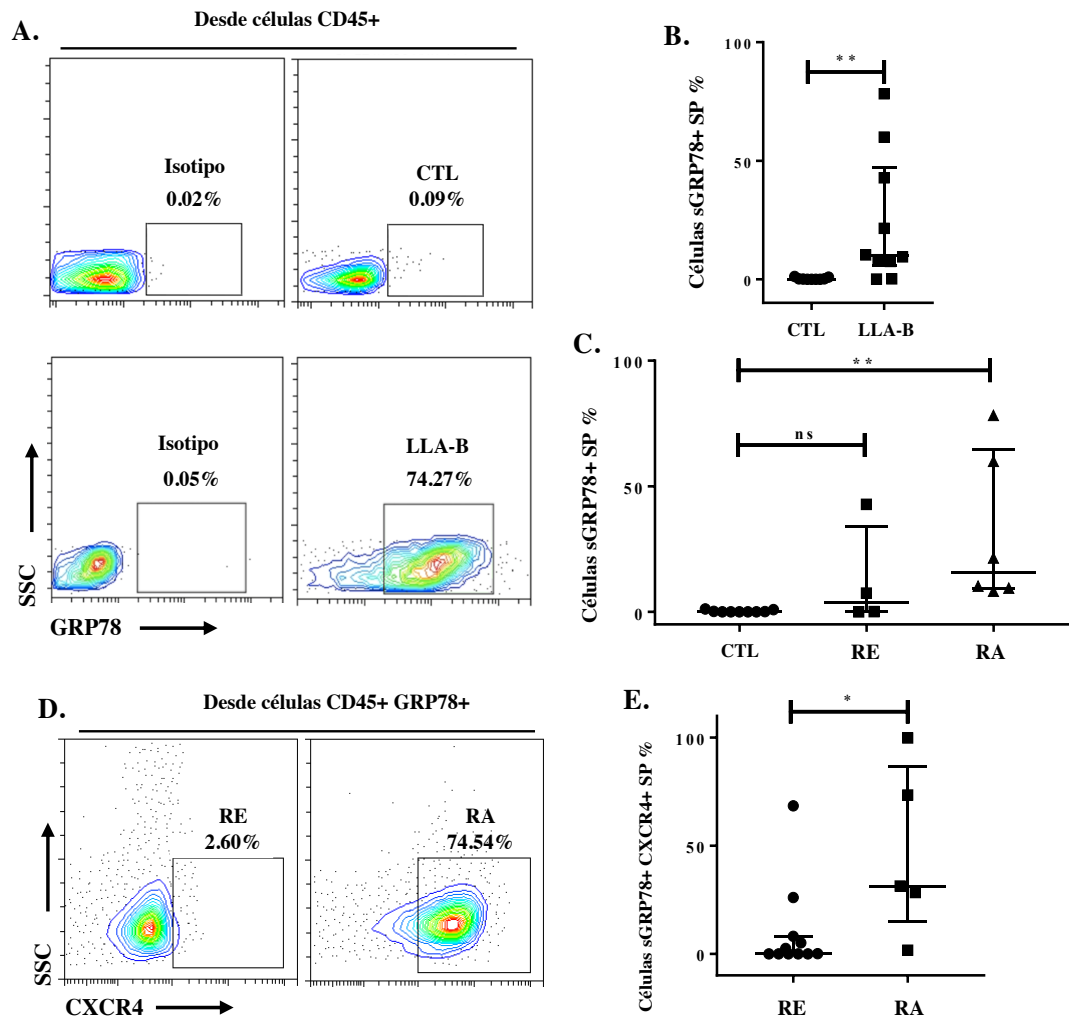 A.
Desde células CD45+
Isotipo
0.02%
CTL
0.09%
Isotipo
0.05%
LLA-B
74.27%
SSC
GRP78
B.
Células sGRP78+ SP %
100
50
0
**
CTL
LLA-B
C.
Células sGRP78+ SP %
100
50
0
**
ns
CTL
RE
RA
D.
Desde células CD45+ GRP78+
RE
2.60%
RA
74.54%
SSC
CXCR4
E.
Células sGRP78+ CXCR4+ SP %
100
50
0
*
RE
RA